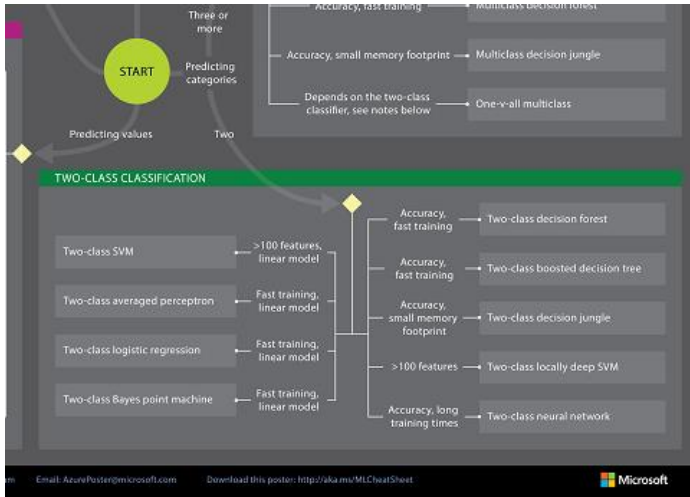 Three or
more
START
Predicting
categories
Predicting values
Two
Accuracy, fast training
Multiclass decision forest
Accuracy, small memory footprint
Multiclass decision jungle
Depends on the two-class
classifier, see notes below
One-v-all multiclass
TWO-CLASS CLASSIFICATION
Two-class SVM
>100 features,
linear model
Two-class averaged perceptron
Fast training,
linear model
Two-class logistic regression
Fast training,
linear model
Two-class Bayes point machine
Fast training,
linear model
Accuracy,
fast training
Two-class decision forest
Accuracy,
fast training
Two-class boosted decision tree
Accuracy,
small memory
footprint
Two-class decision jungle
>100 features
Two-class locally deep SVM
Accuracy, long
training times
Two-class neural network
om
Email: AzurePoster@microsoft.com
Download this poster: http://aka.ms/MLCheatSheet
Microsoft